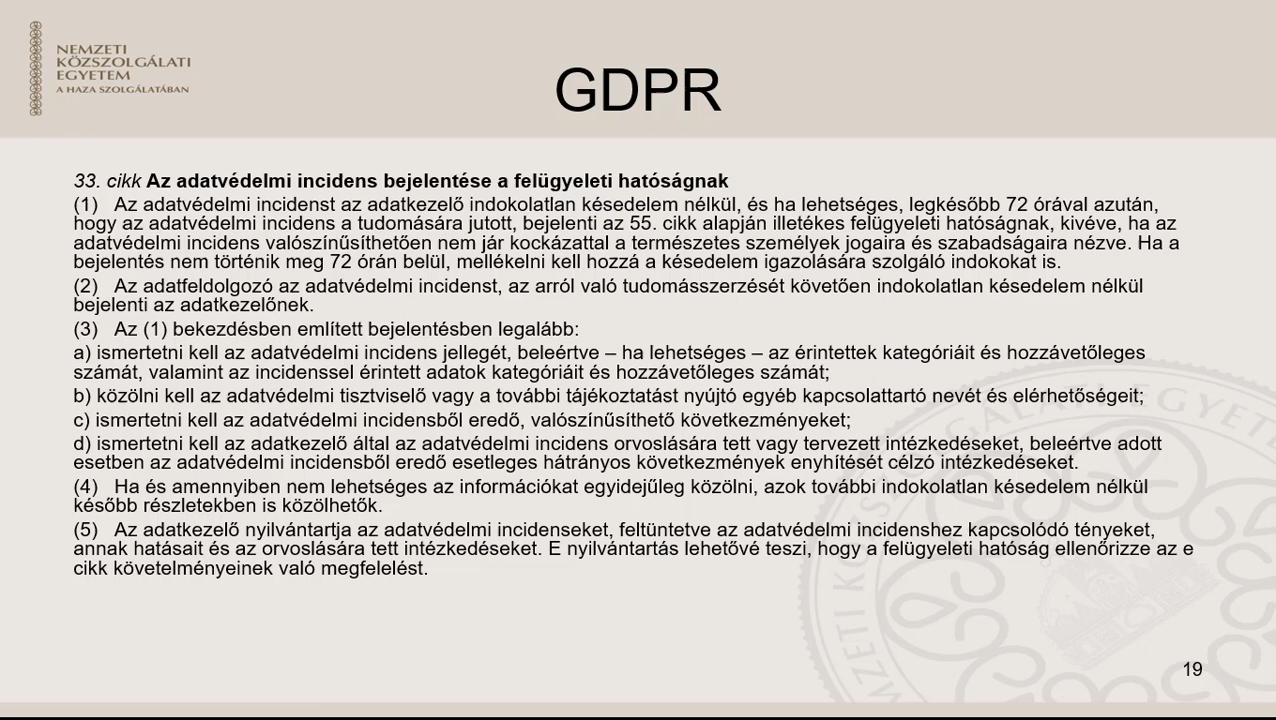 NEMZETI
KÖZSZOLGÁLATI
EGYETEM
A HAZA SZOLGÁLATÁBAN
GDPR
33. cikk Az adatvédelmi incidens bejelentése a felügyeleti hatóságnak
(1) Az adatvédelmi incidenst az adatkezelő indokolatlan késedelem nélkül, és ha lehetséges, legkésőbb 72 órával azután,
hogy az adatvédelmi incidens a tudomására jutott, bejelenti az 55. cikk alapján illetékes felügyeleti hatóságnak, kivéve, ha az
adatvédelmi incidens valószínűsíthetően nem jár kockázattal a természetes személyek jogaira és szabadságaira nézve. Ha a
bejelentés nem történik meg 72 órán belül, mellékelni kell hozzá a késedelem igazolására szolgáló indokokat is.
(2) Az adatfeldolgozó az adatvédelmi incidenst, az arról való tudomásszerzését követően indokolatlan késedelem nélkül
bejelenti az adatkezelőnek.
(3) Az (1) bekezdésben említett bejelentésben legalább:
a) ismertetni kell az adatvédelmi incidens jellegét, beleértve – ha lehetséges – az érintettek kategóriáit és hozzávetőleges
számát, valamint az incidenssel érintett adatok kategóriáit és hozzávetőleges számát;
b) közölni kell az adatvédelmi tisztviselő vagy a további tájékoztatást nyújtó egyéb kapcsolattartó nevét és elérhetőségeit;
c) ismertetni kell az adatvédelmi incidensből eredő, valószínűsíthető következményeket;
d) ismertetni kell az adatkezelő által az adatvédelmi incidens orvoslására tett vagy tervezett intézkedéseket, beleértve adott
esetben az adatvédelmi incidensből eredő esetleges hátrányos következmények enyhítését célzó intézkedéseket.
(4) Ha és amennyiben nem lehetséges az információkat egyidejűleg közölni, azok további indokolatlan késedelem nélkül
később részletekben is közölhetők.
(5) Az adatkezelő nyilvántartja az adatvédelmi incidenseket, feltüntetve az adatvédelmi incidenshez kapcsolódó tényeket,
annak hatásait és az orvoslására tett intézkedéseket. E nyilvántartás lehetővé teszi, hogy a felügyeleti hatóság ellenőrizze az e
cikk követelményeinek való megfelelést.
19